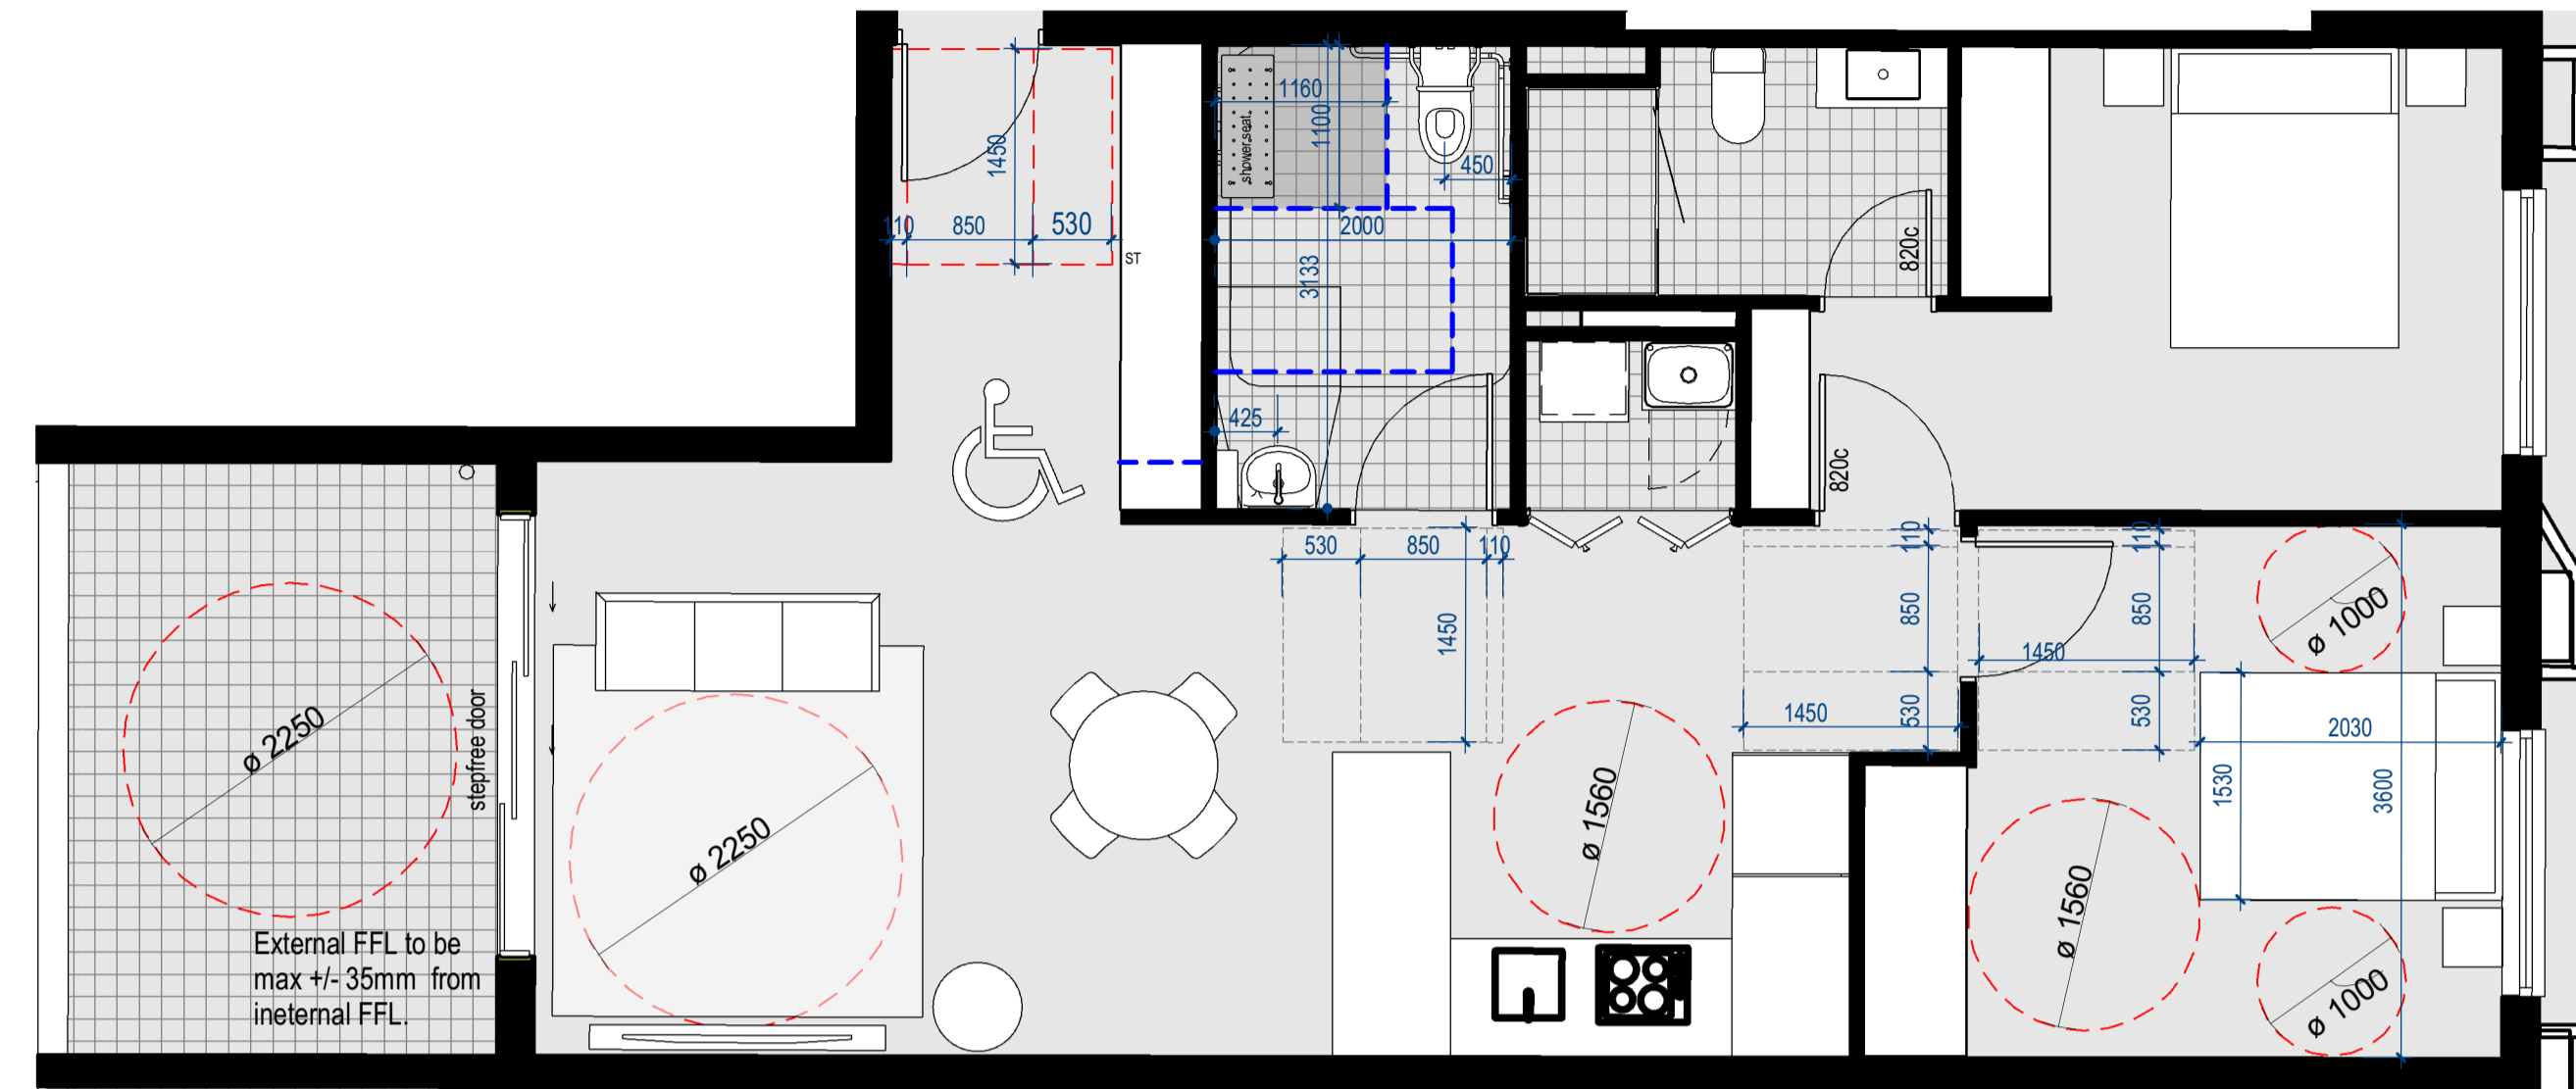 1160
1100
shower seat
1450
450
110
850
530
2000
ST
820c
3133
425
820c
530
850
110
1450
110
850
530
1450
110
850
530
1450
ø 1000
2030
1530
3600
ø 2250
stepfree door
ø 2250
ø 1560
ø 1560
ø 1000
External FFL to be
max +/- 35mm from
ineternal FFL.